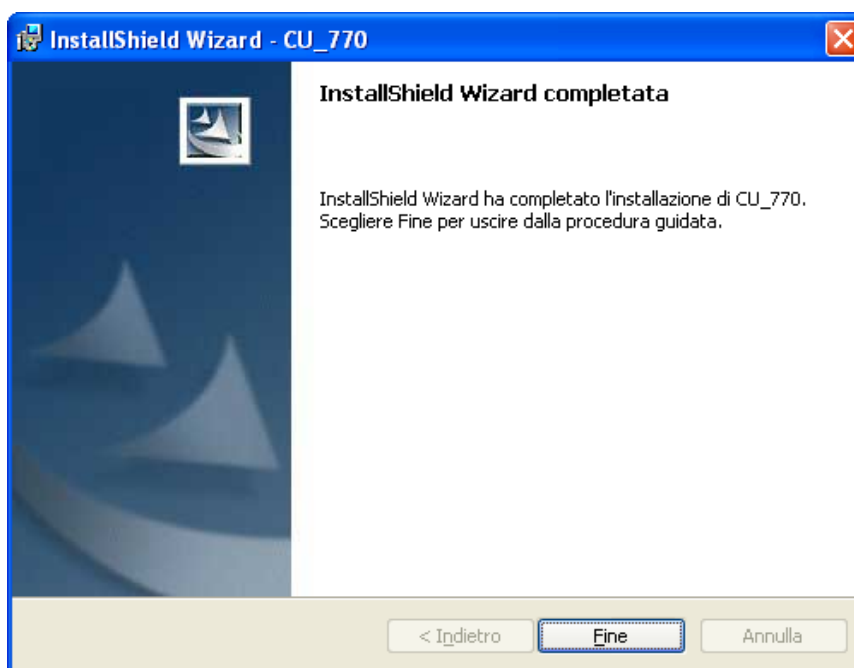 InstallShield Wizard - CU_770
InstallShield Wizard completata
InstallShield Wizard ha completato l'installazione di CU_770.
Scegliere Fine per uscire dalla procedura guidata.
< Indietro
Fine
Annulla